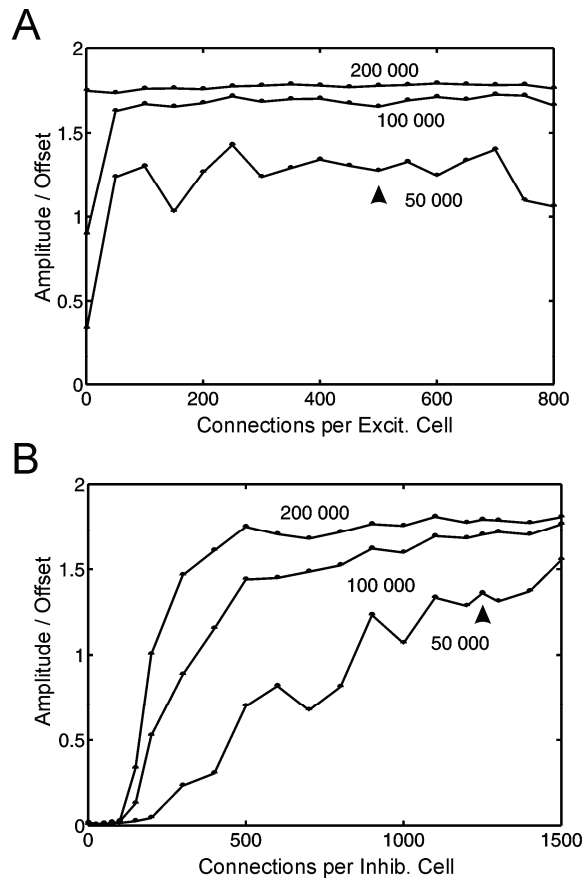 A
Amplitude / Offset
2
1.5
1
0.5
0
200 000
100 000
50 000
0 200 400 600 800
Connections per Excit. Cell
B
Amplitude / Offset
2
1.5
1
0.5
0
200 000
100 000
50 000
0 500 1000 1500
Connections per Inhib. Cell